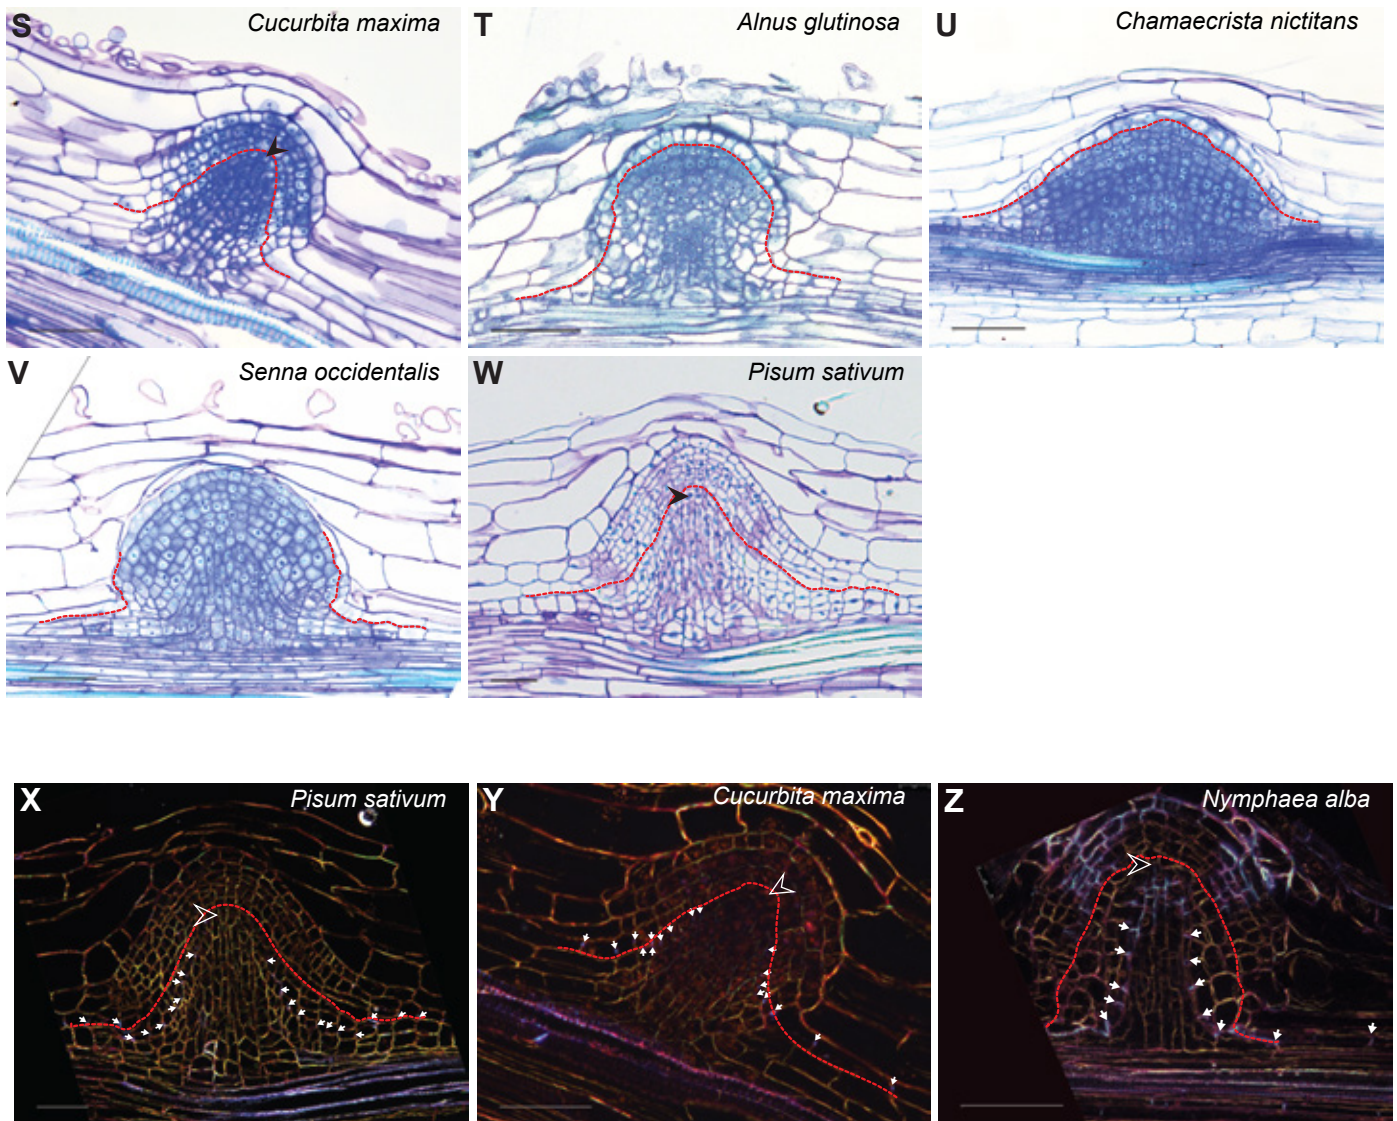 S Cucurbita maxima
T Alnus glutinosa
U Chamaecrista nictitans
V Senna occidentalis
W Pisum sativum
X Pisum sativum
Y Cucurbita maxima
Z Nymphaea alba